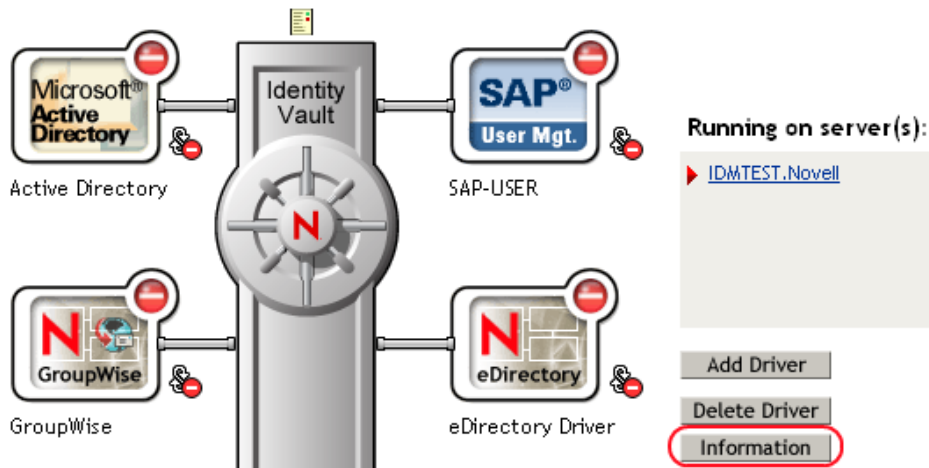 Microsoft®
Active
Directory
Active Directory
Identity
Vault
SAP®
User Mgt.
SAP-USER
Running on server(s):
IDMTEST.Novell
N
N
GroupWise
GroupWise
N
eDirectory
eDirectory Driver
Add Driver
Delete Driver
Information